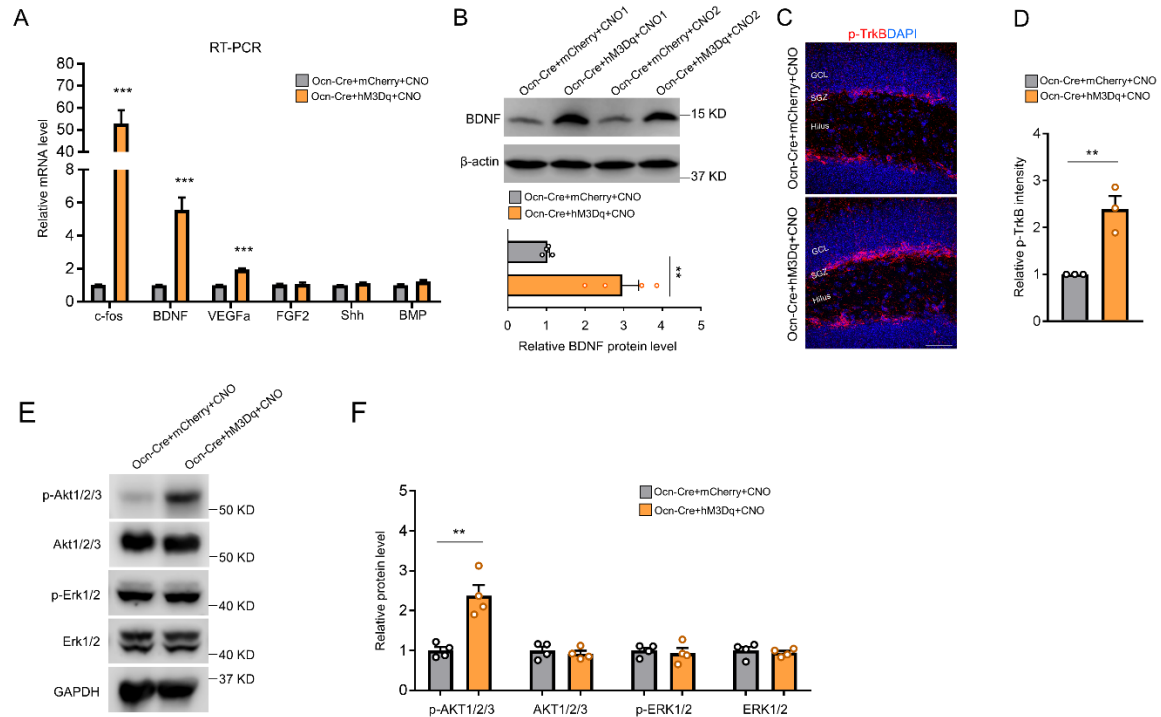 A
RT-PCR
Ocn-Cre+mCherry+CNO
Ocn-Cre+hM3Dq+CNO
Relative mRNA level
80
70
60
50
40
8
6
4
2
0
***
***
***
c-fos BDNF VEGFa FGF2 Shh BMP
B
Ocn-Cre+mCherry+CNO1
Ocn-Cre+hM3Dq+CNO1
Ocn-Cre+mCherry+CNO2
Ocn-Cre+hM3Dq+CNO2
BDNF
15 KD
β-actin
37 KD
Ocn-Cre+mCherry+CNO
Ocn-Cre+hM3Dq+CNO
**
0 1 2 3 4 5
Relative BDNF protein level
C
p-TrkBDAPI
Ocn-Cre+mCherry+CNO
GCL
SGZ
Hilus
Ocn-Cre+hM3Dq+CNO
GCL
SGZ
Hilus
D
Ocn-Cre+mCherry+CNO
Ocn-Cre+hM3Dq+CNO
Relative p-TrkB intensity
4
3
2
1
0
**
E
Ocn-Cre+mCherry+CNO
Ocn-Cre+hM3Dq+CNO
p-Akt1/2/3
50 KD
Akt1/2/3
50 KD
p-Erk1/2
40 KD
Erk1/2
40 KD
37 KD
GAPDH
F
Ocn-Cre+mCherry+CNO
Ocn-Cre+hM3Dq+CNO
Relative protein level
5
4
3
2
1
0
**
p-AKT1/2/3 AKT1/2/3 p-ERK1/2 ERK1/2